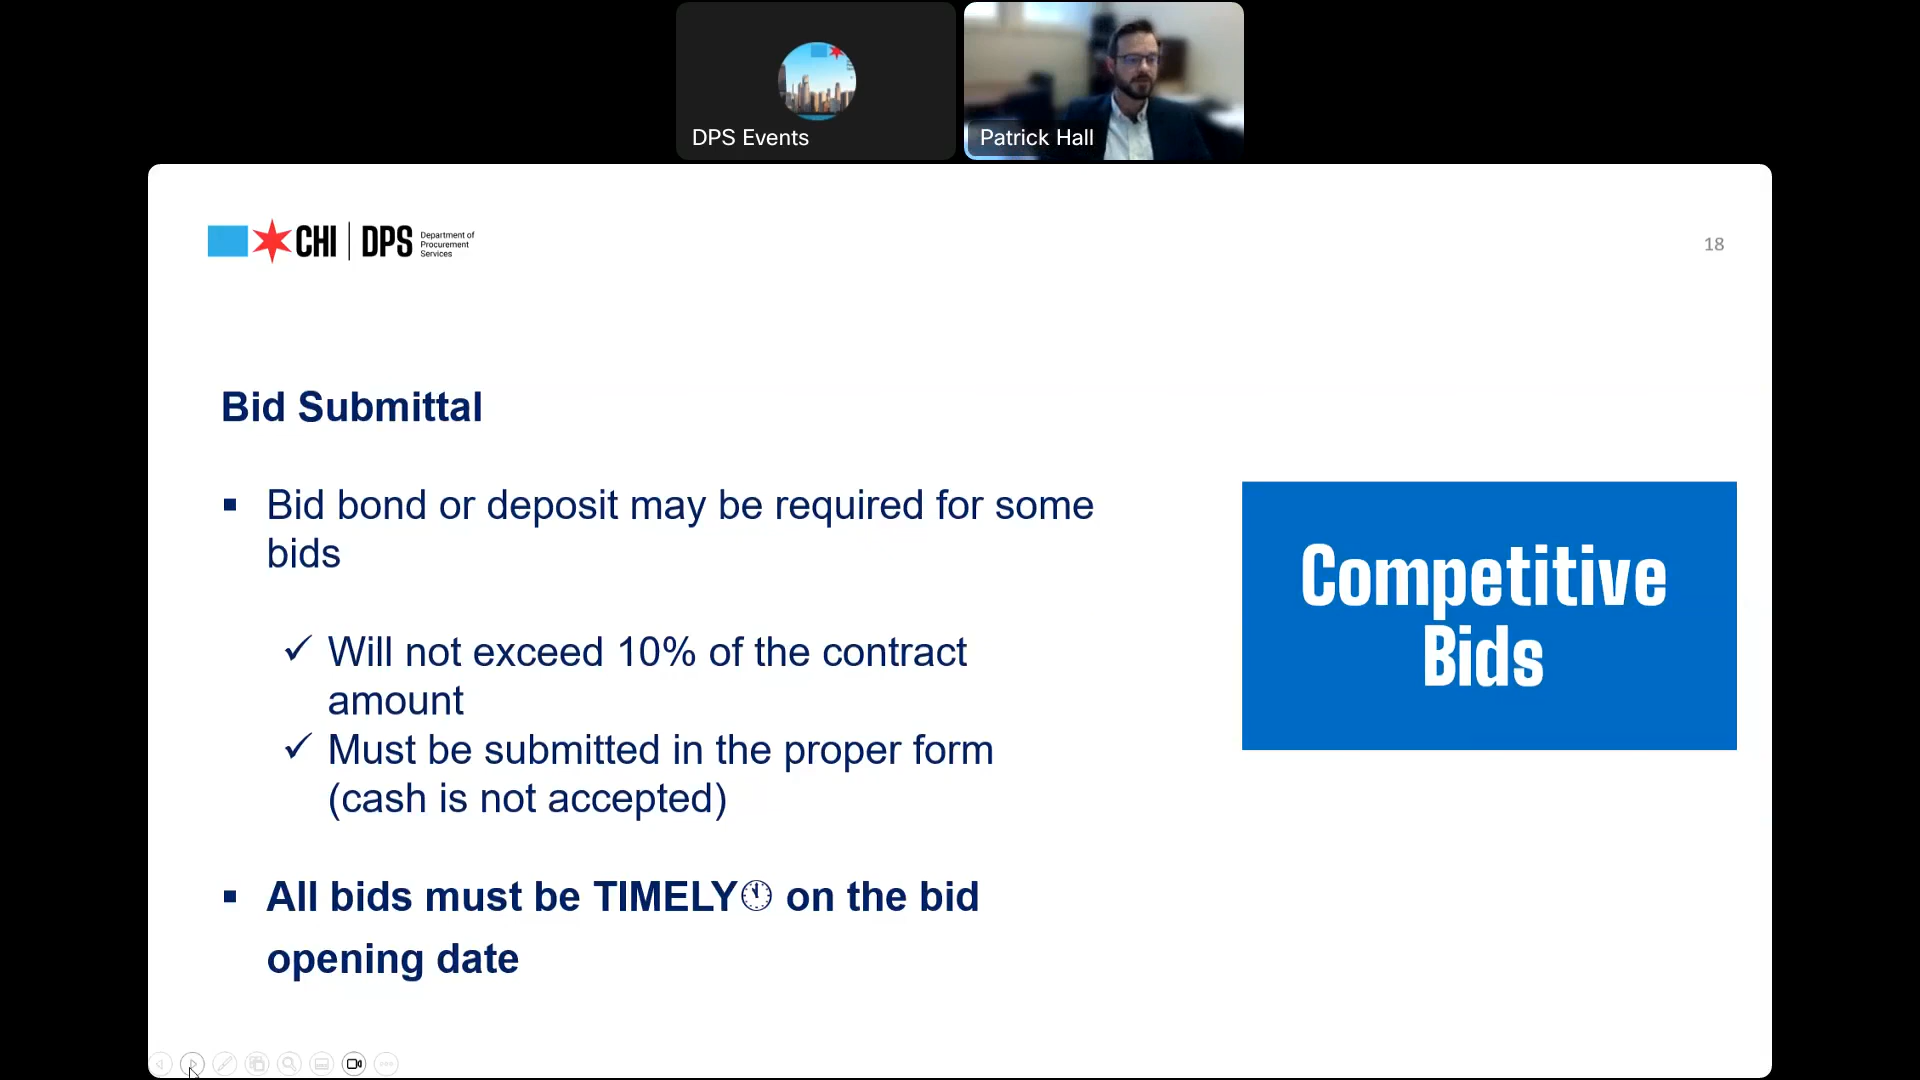 DPS Events
Patrick Hall
CHI | DPS
Department of
Procurement
Services
18
Bid Submittal
▪ Bid bond or deposit may be required for some
bids
✓ Will not exceed 10% of the contract
amount
✓ Must be submitted in the proper form
(cash is not accepted)
▪ All bids must be TIMELY🕚 on the bid
opening date
Competitive
Bids